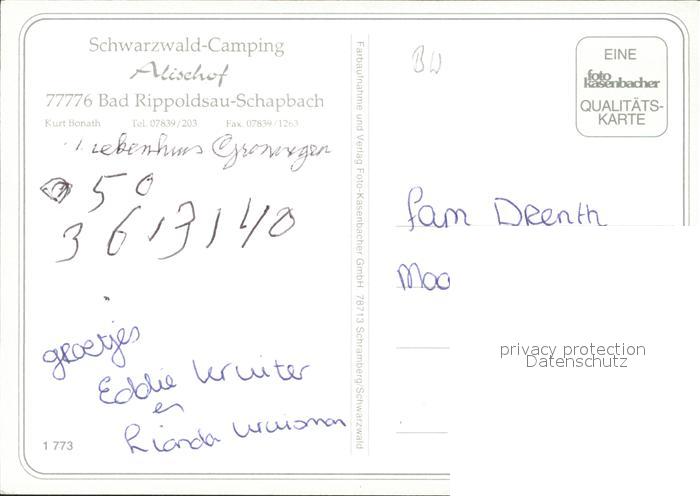 Schwarzwald-Camping
Alischof
77776 Bad Rippoldsau-Schapbach
Kurt Bonath Tel. 07839/203 Fax. 07839/1263
Groningen
50
3613140
groetjes
Eddie Kruiter
en
Rianda
1 773
Farbaufnahme und Verlag Foto-Kasenbacher GmbH 78713 Schramberg/Schwarzwald
BW
EINE
foto
kasenbacher
QUALITÄTS-
KARTE
fam Drenth
Moo
privacy protection
Datenschutz